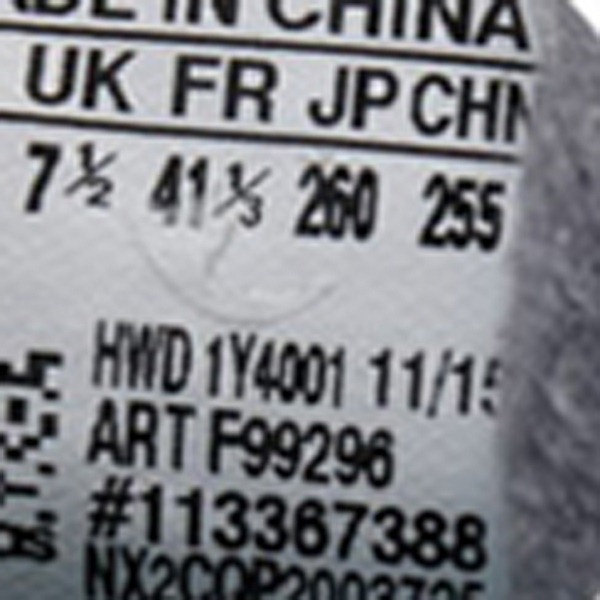 MADE IN CHINA
UK FR JP CHN
7½ 41⅓ 260 255
HWD 1Y4001 11/15
ART F99296
#113367388